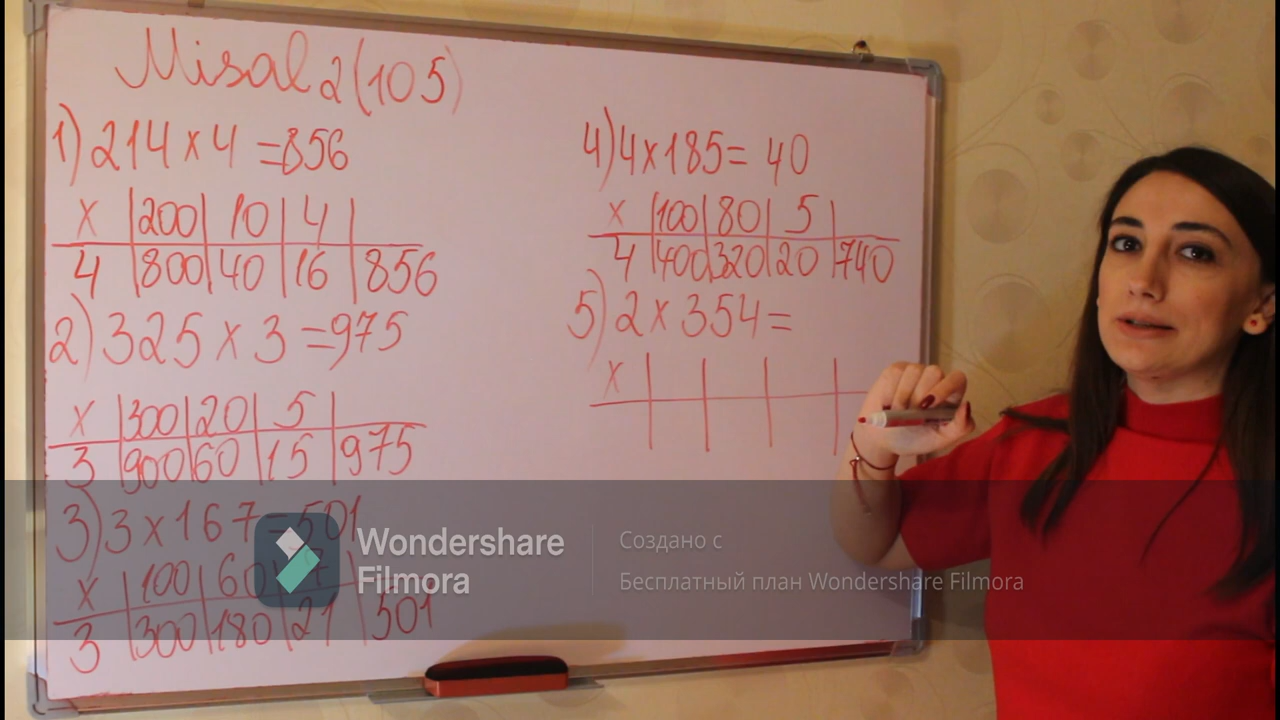 Misal 2 (105)
1) 214 x 4 = 856
x | 200 | 10 | 4 |
4 | 800 | 40 | 16 | 856
2) 325 x 3 = 975
x | 300 | 20 | 5 |
3 | 900 | 60 | 15 | 975
3) 3 x 167 = 501
x | 100 | 60 | 7 |
3 | 300 | 180 | 21 | 501
4) 4 x 185 = 40
x | 100 | 80 | 5 |
4 | 400 | 320 | 20 | 740
5) 2 x 354 =
x
Wondershare
Filmora
Создано с
Бесплатный план Wondershare Filmora